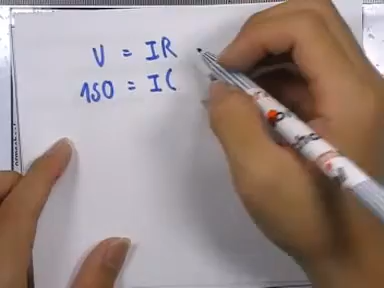 V = IR
150 = I(